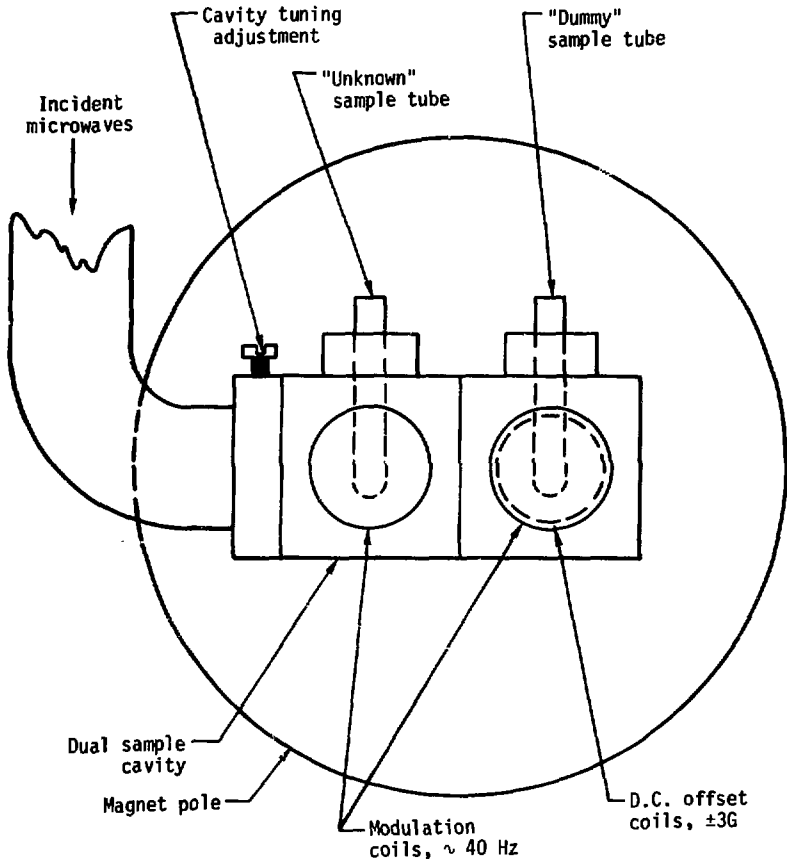 Cavity tuning
adjustment
"Dummy"
sample tube
"Unknown"
sample tube
Incident
microwaves
Dual sample
cavity
Magnet pole
Modulation
coils, ~ 40 Hz
D.C. offset
coils, ±3G